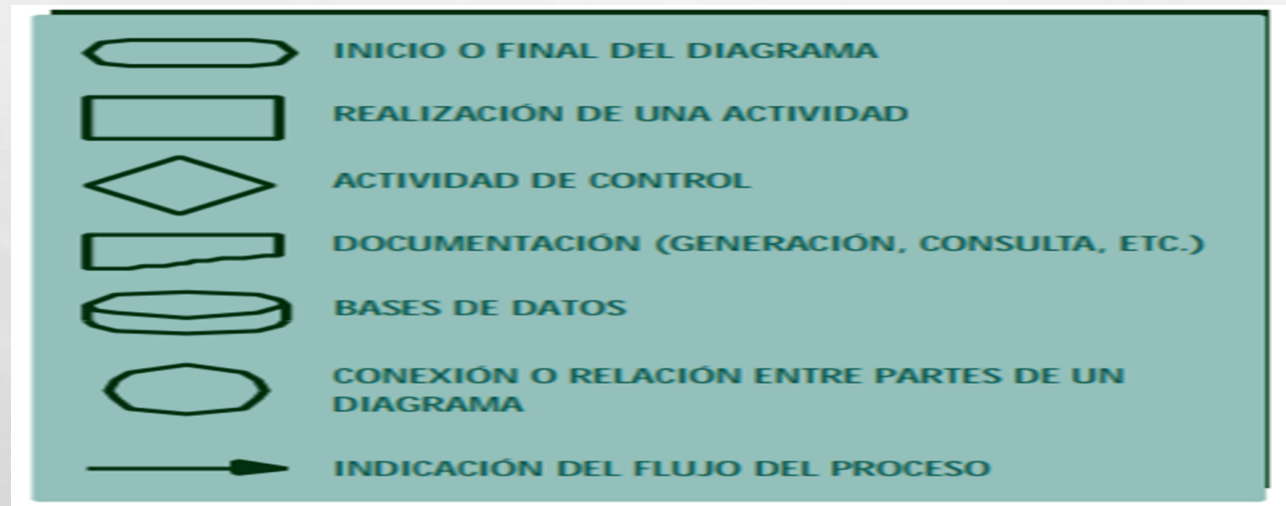 INICIO O FINAL DEL DIAGRAMA
REALIZACIÓN DE UNA ACTIVIDAD
ACTIVIDAD DE CONTROL
DOCUMENTACIÓN (GENERACIÓN, CONSULTA, ETC.)
BASES DE DATOS
CONEXIÓN O RELACIÓN ENTRE PARTES DE UN
DIAGRAMA
INDICACIÓN DEL FLUJO DEL PROCESO